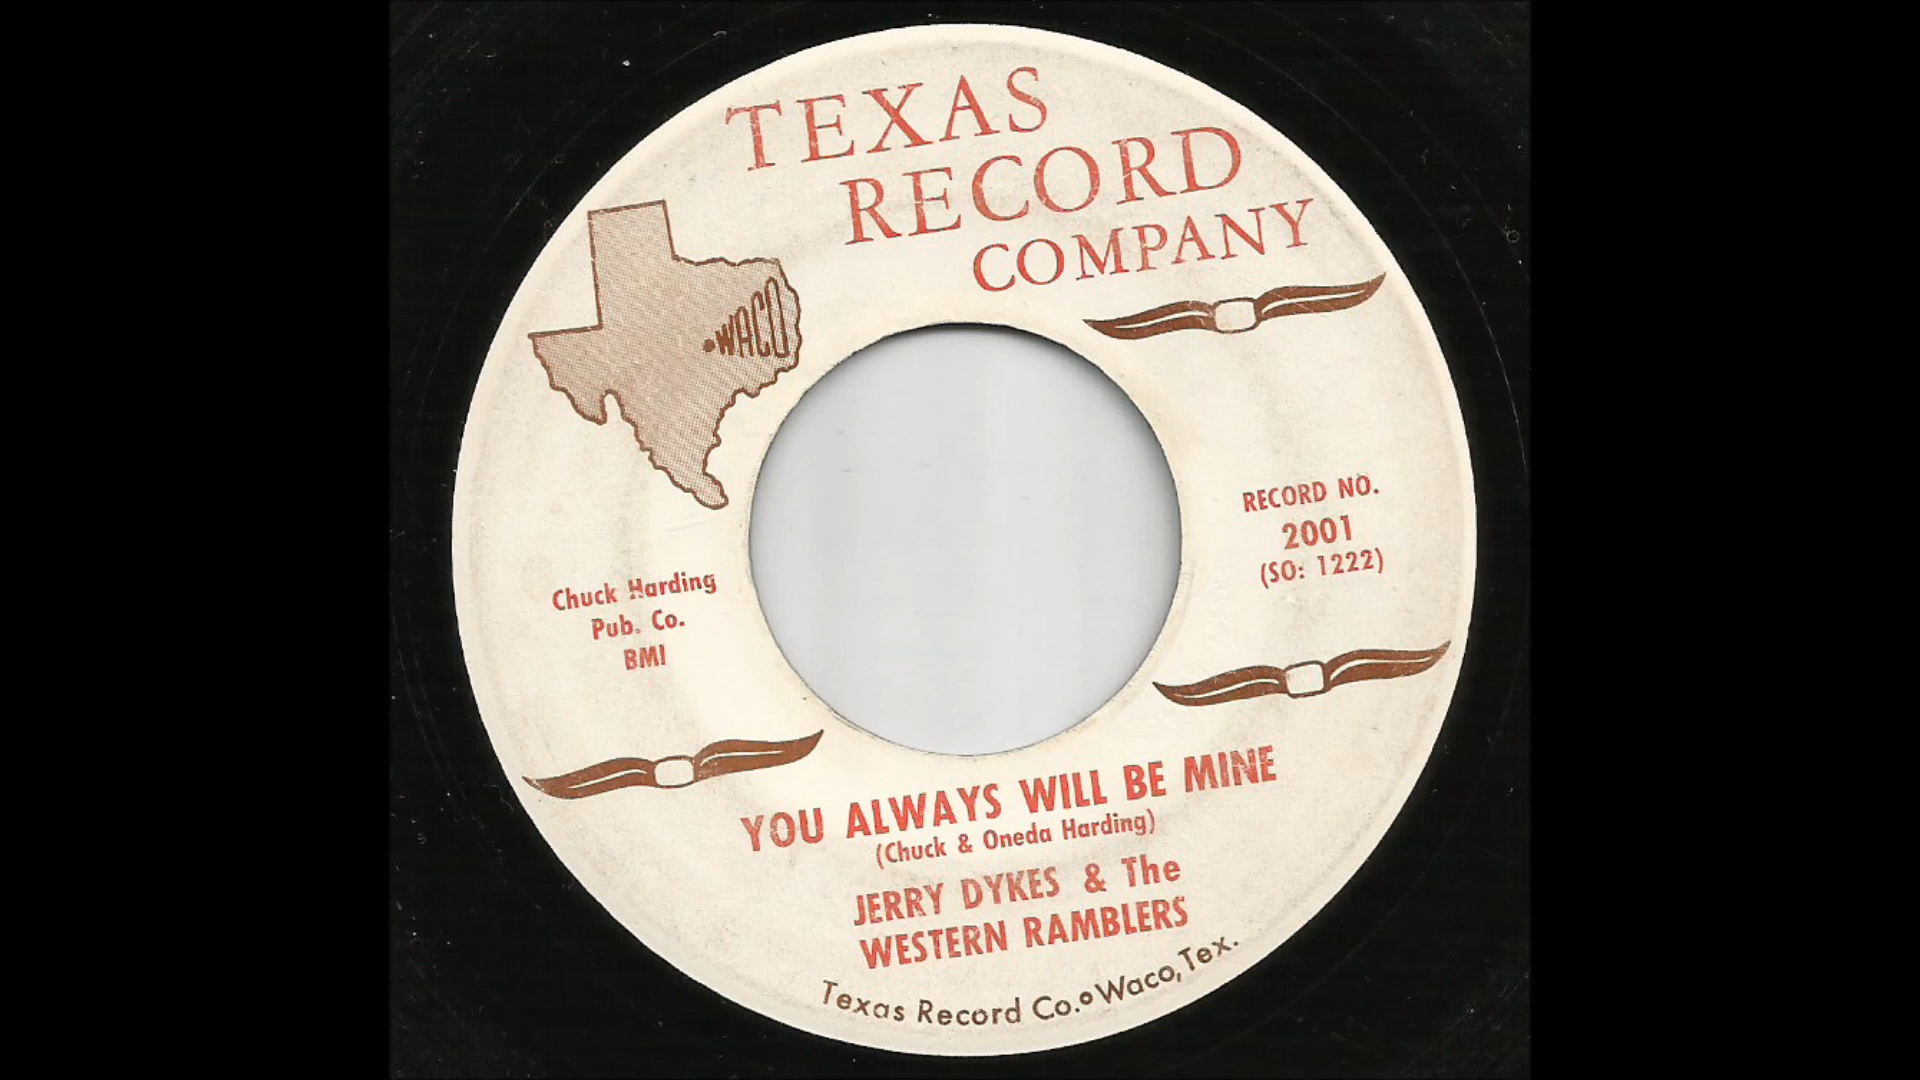 TEXAS
RECORD
COMPANY
•WACO
RECORD NO.
2001
(SO: 1222)
Chuck Harding
Pub. Co.
BMI
YOU ALWAYS WILL BE MINE
(Chuck & Oneda Harding)
JERRY DYKES & The
WESTERN RAMBLERS
Texas Record Co.•Waco, Tex.